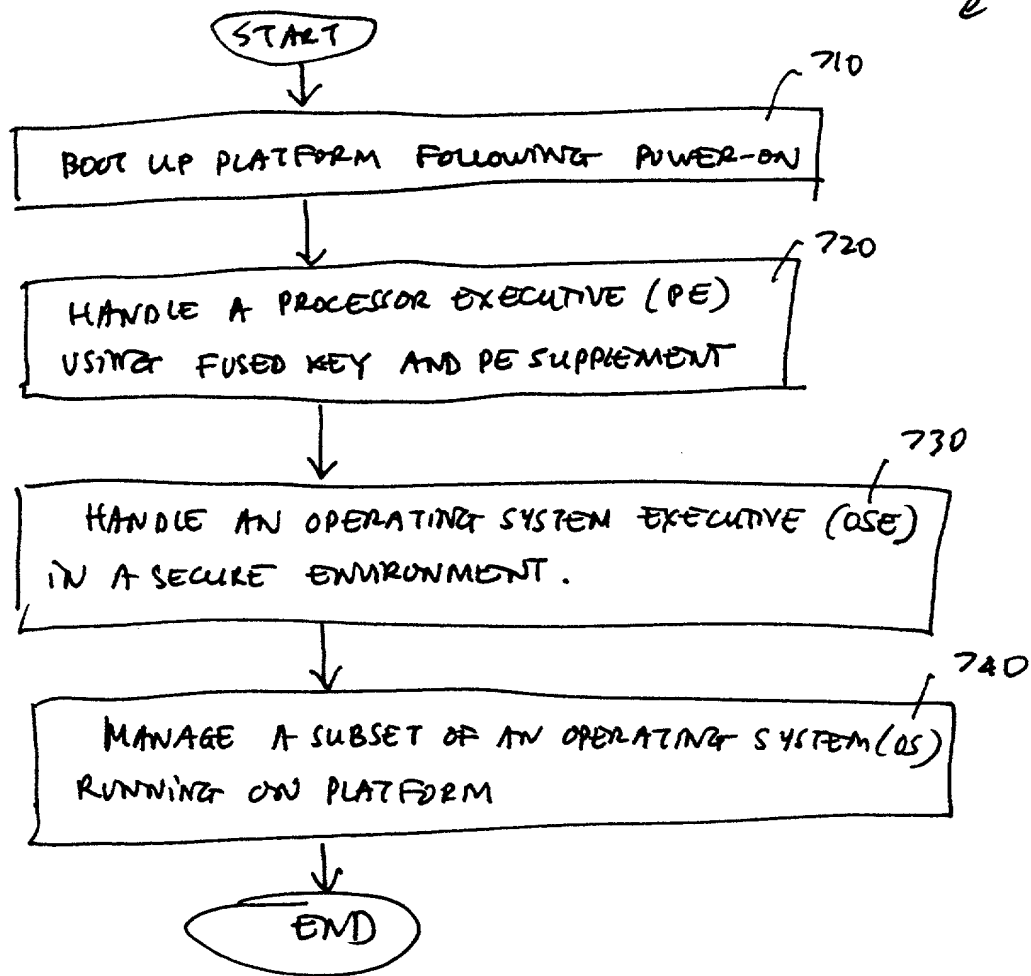 START
710
BOOT UP PLATFORM FOLLOWING POWER-ON
720
HANDLE A PROCESSOR EXECUTIVE (PE)
USING FUSED KEY AND PE SUPPLEMENT
730
HANDLE AN OPERATING SYSTEM EXECUTIVE (OSE)
IN A SECURE ENVIRONMENT.
740
MANAGE A SUBSET OF AN OPERATING SYSTEM (OS)
RUNNING ON PLATFORM
END